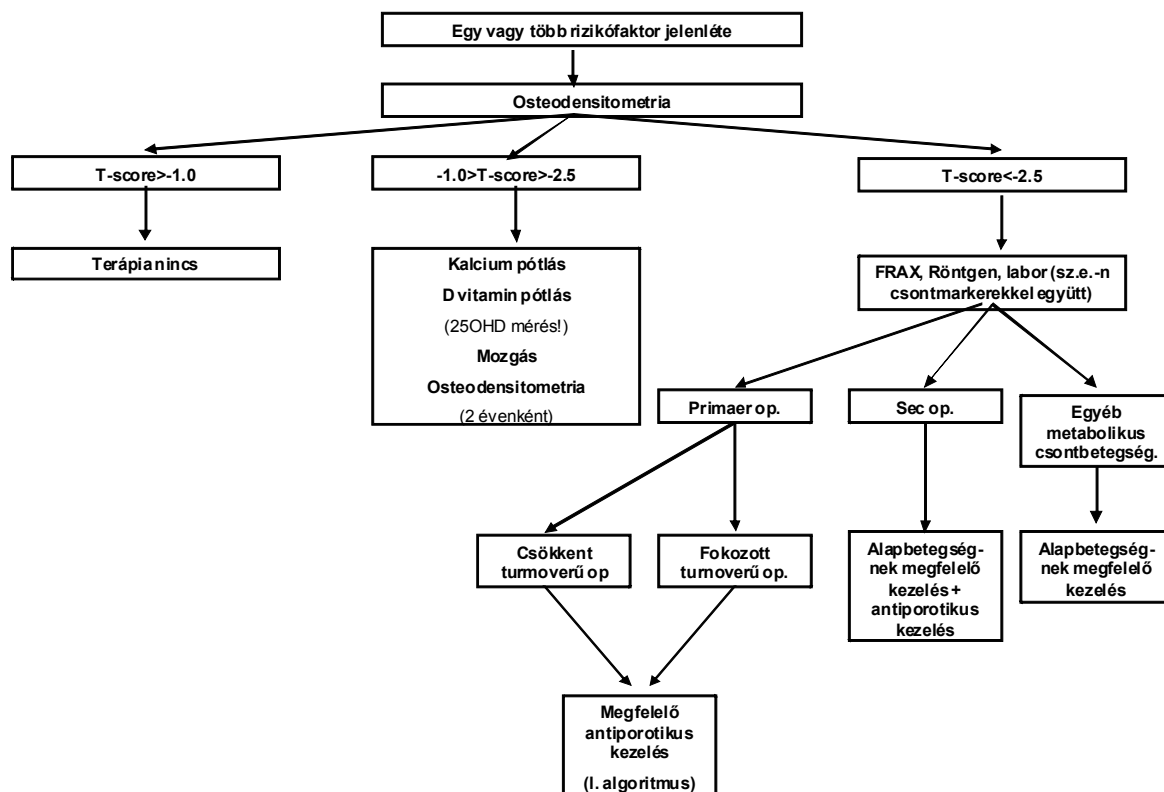 Egy vagy több rizikófaktor jelenléte
Osteodensitometria
T-score>-1.0
-1.0>T-score>-2.5
T-score<-2.5
Terápia nincs
Kalcium pótlás
D vitamin pótlás
(25OHD mérés!)
Mozgás
Osteodensitometria
(2 évenként)
FRAX, Röntgen, labor (sz.e.-n
csontmarkerekkel együtt)
Primaer op.
Sec op.
Egyéb
metabolikus
csontbetegség.
Csökkent
turnoverű op
Fokozott
turnoverű op.
Alapbetegség-
nek megfelelő
kezelés +
antiporotikus
kezelés
Alapbetegség-
nek megfelelő
kezelés
Megfelelő
antiporotikus
kezelés
(l. algoritmus)